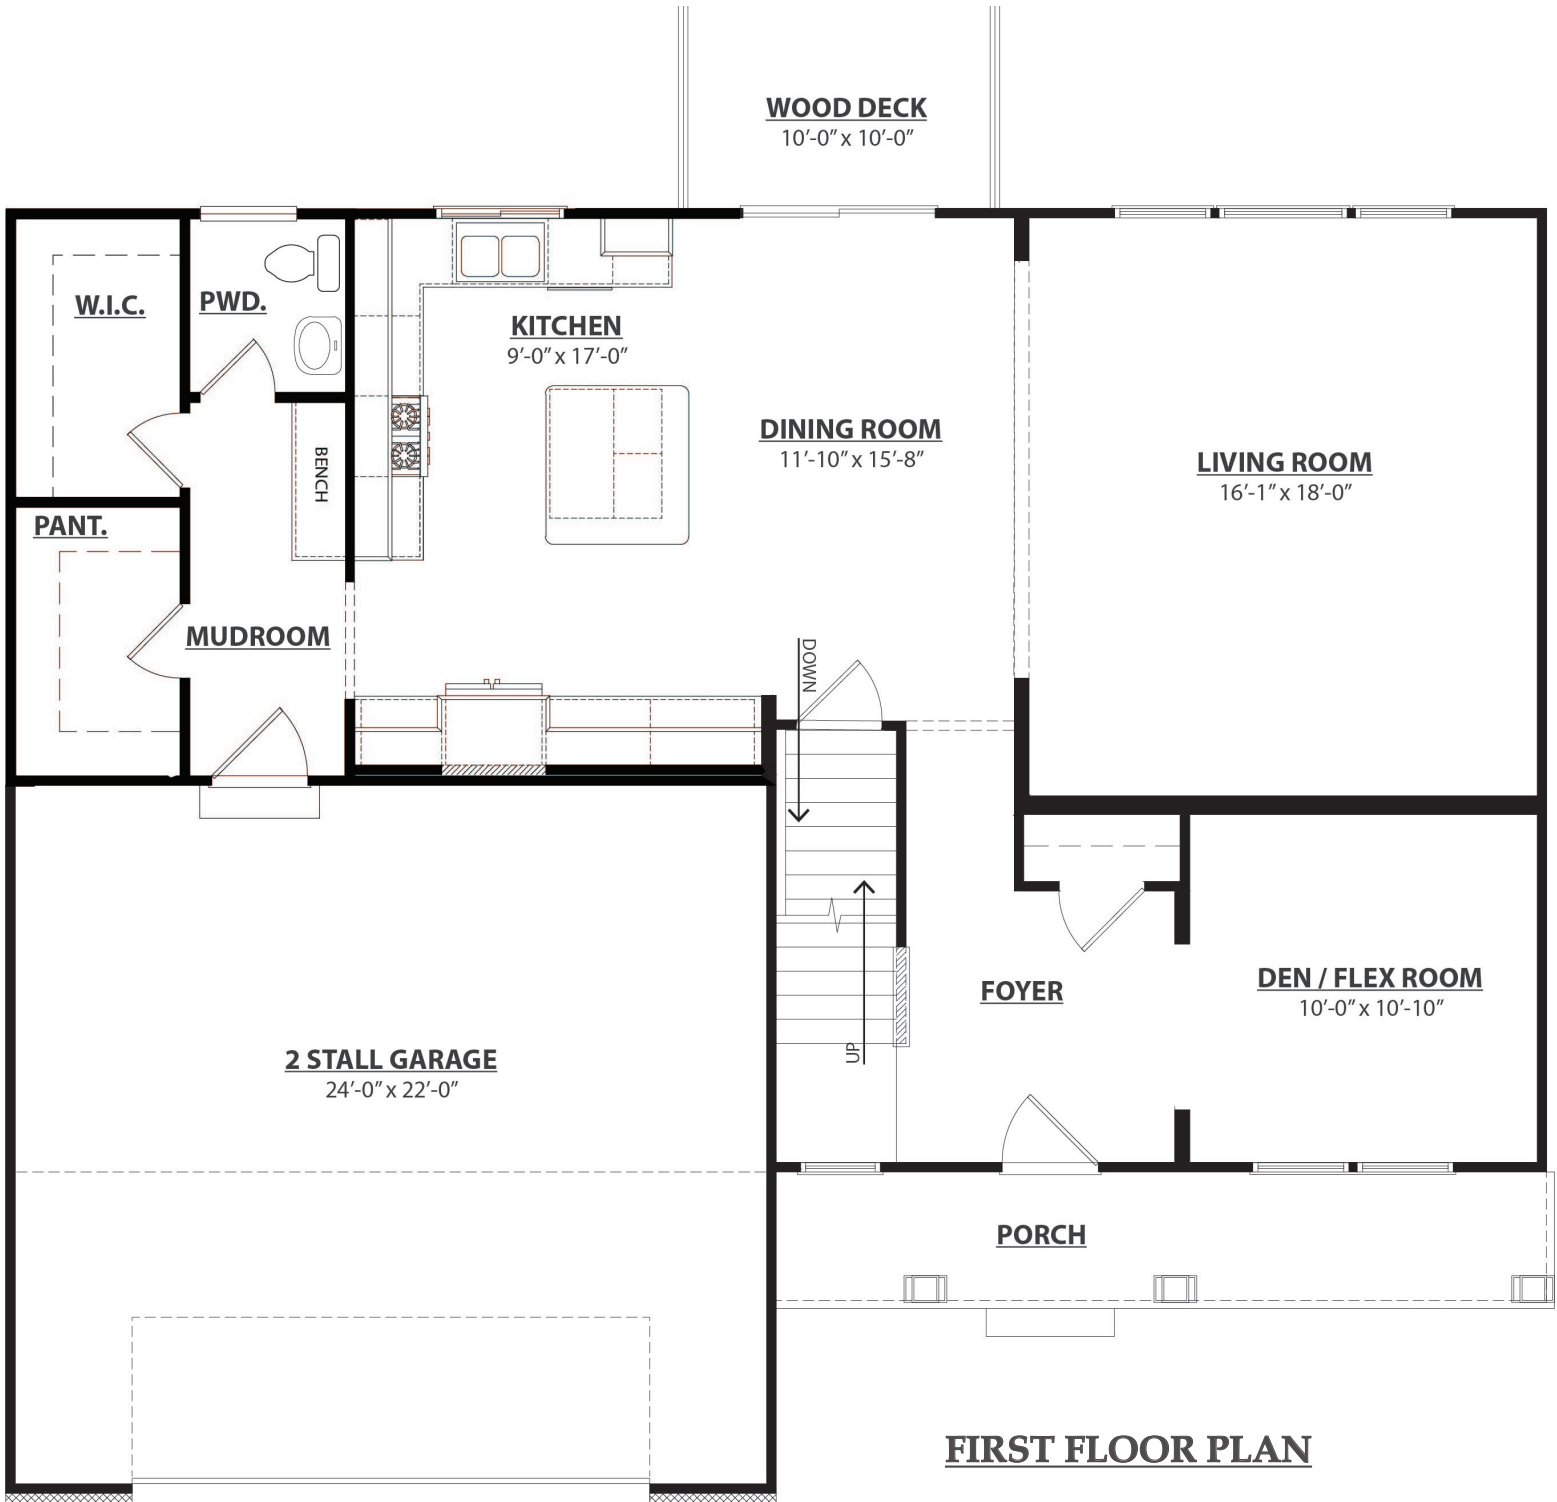 WOOD DECK
10’-0” x 10’-0”
W.I.C.
PWD.
KITCHEN
9’-0” x 17’-0”
DINING ROOM
11’-10” x 15’-8”
LIVING ROOM
16’-1” x 18’-0”
BENCH
PANT.
MUDROOM
DOWN
FOYER
DEN / FLEX ROOM
10’-0” x 10’-10”
UP
2 STALL GARAGE
24’-0” x 22’-0”
PORCH
FIRST FLOOR PLAN